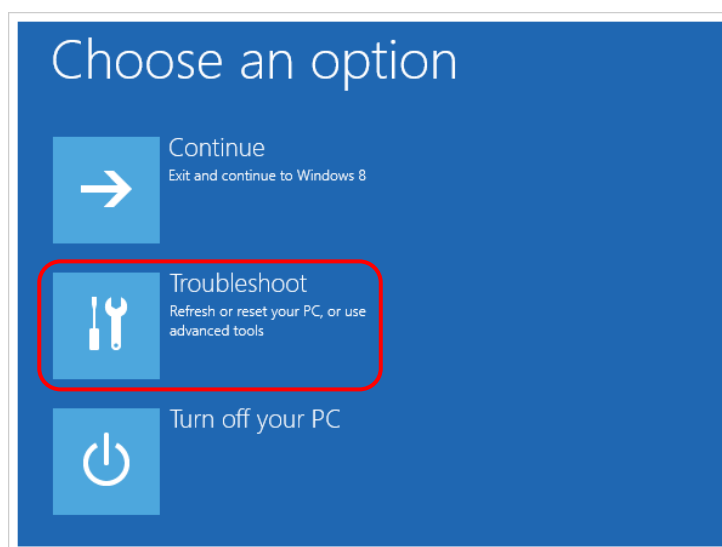 Choose an option
Continue
Exit and continue to Windows 8
Troubleshoot
Refresh or reset your PC, or use
advanced tools
Turn off your PC